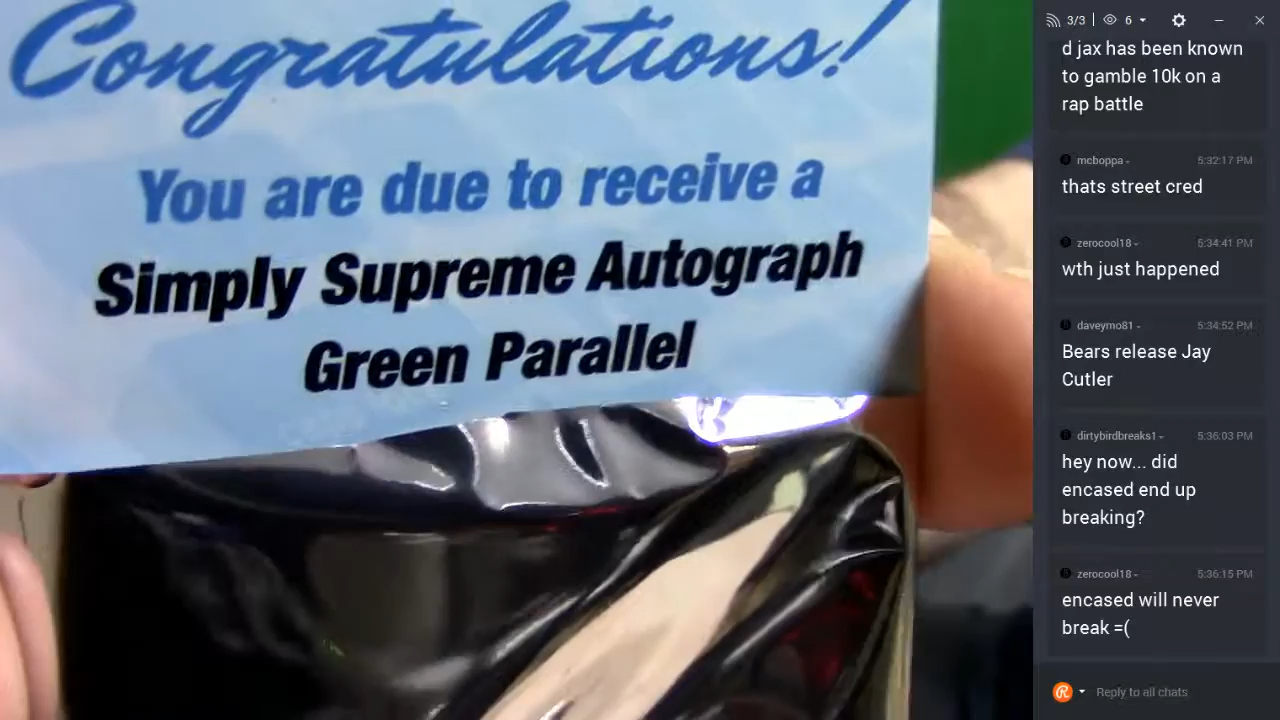 Congratulations!
You are due to receive a
Simply Supreme Autograph
Green Parallel
3/3
6
d jax has been known
to gamble 10k on a
rap battle
mcboppa
5:32:17 PM
thats street cred
zerocool18
5:34:41 PM
wth just happened
daveymo81
5:34:52 PM
Bears release Jay
Cutler
dirtybirdbreaks1
5:36:03 PM
hey now... did
encased end up
breaking?
zerocool18
5:36:15 PM
encased will never
break =(
Reply to all chats